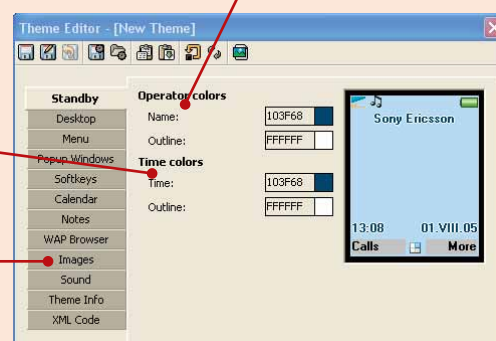 Theme Editor - [New Theme]
Standby
Desktop
Menu
Popup Windows
Softkeys
Calendar
Notes
WAP Browser
Images
Sound
Theme Info
XML Code
Operator colors
Name:
103F68
Outline:
FFFFFF
Time colors
Time:
103F68
Outline:
FFFFFF
Sony Ericsson
13:08
01.VIII.05
Calls
More